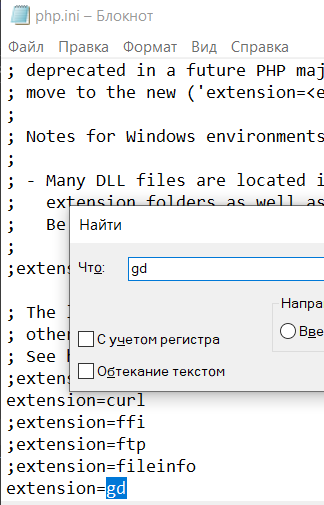 php.ini – Блокнот
Файл Правка Формат Вид Справка
; deprecated in a future PHP maj
; move to the new ('extension=<e
;
; Notes for Windows environments
;
; - Many DLL files are located i
;   extension folders as well as
;   Be
;
;extens
; The l
; othe
; See
;extens
Найти
Что: gd
С учетом регистра
Обтекание текстом
Напра
Вве
extension=curl
;extension=ffi
;extension=ftp
;extension=fileinfo
extension=gd